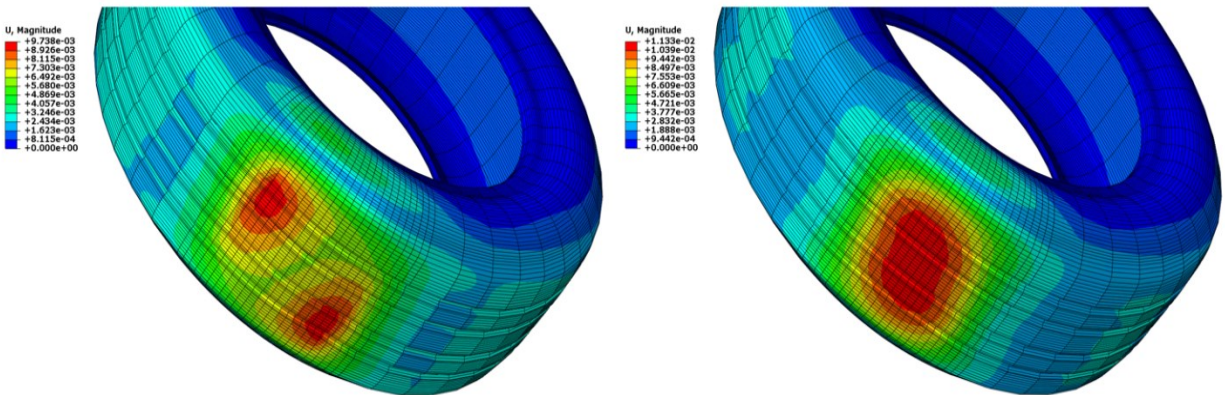 U, Magnitude
+9.738e-03
+8.926e-03
+8.115e-03
+7.303e-03
+6.492e-03
+5.680e-03
+4.869e-03
+4.057e-03
+3.246e-03
+2.434e-03
+1.623e-03
+8.115e-04
+0.000e+00
U, Magnitude
+1.133e-02
+1.039e-02
+9.442e-03
+8.497e-03
+7.553e-03
+6.609e-03
+5.665e-03
+4.721e-03
+3.777e-03
+2.832e-03
+1.888e-03
+9.442e-04
+0.000e+00